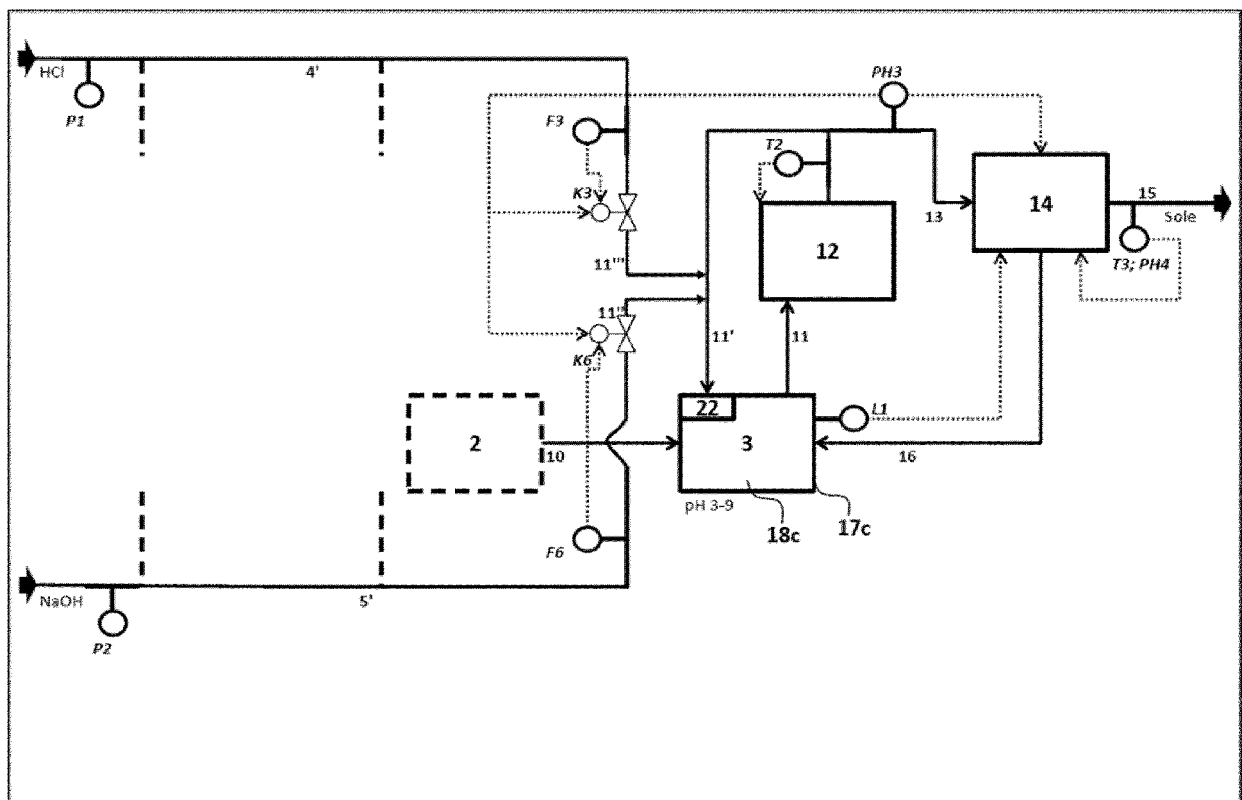 HCl
4'
P1
PH3
F3
T2
K3
15
14
Sole
13
12
T3; PH4
11'''
11''
K6
11'
11
22
L1
2
10
3
16
pH 3-9
18c
17c
F6
NaOH
5'
P2